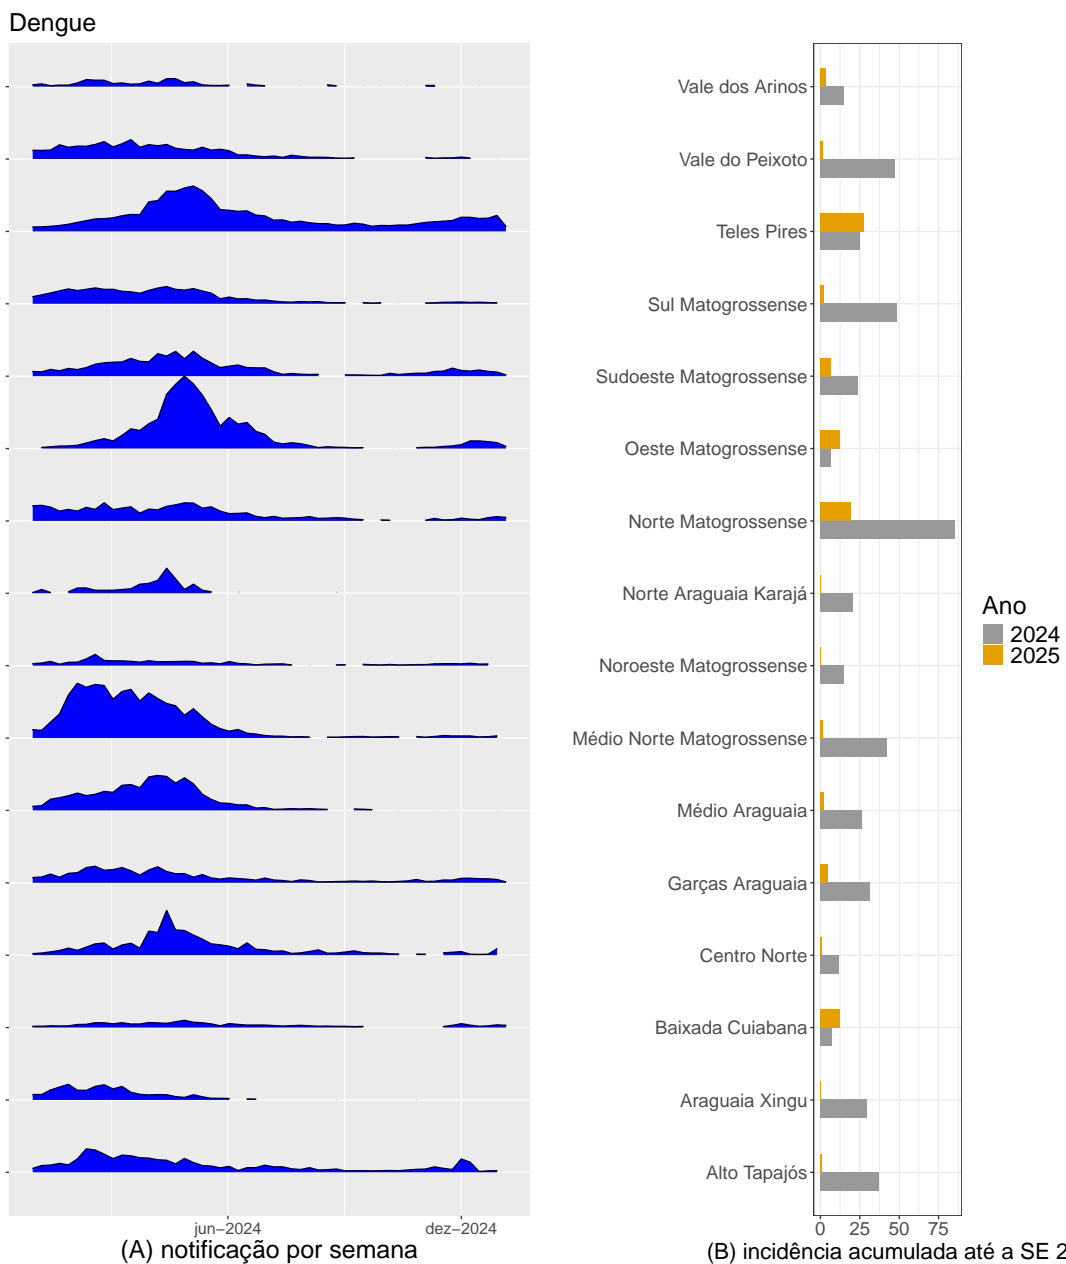 Dengue
Vale dos Arinos
Vale do Peixoto
Teles Pires
Sul Matogrossense
Sudoeste Matogrossense
Oeste Matogrossense
Norte Matogrossense
Norte Araguaia Karajá
Noroeste Matogrossense
Médio Norte Matogrossense
Médio Araguaia
Garças Araguaia
Centro Norte
Baixada Cuiabana
Araguaia Xingu
Alto Tapajós
Ano
2024
2025
jun−2024 dez−2024
(A) notificação por semana
0 25 50 75
(B) incidência acumulada até a SE 2